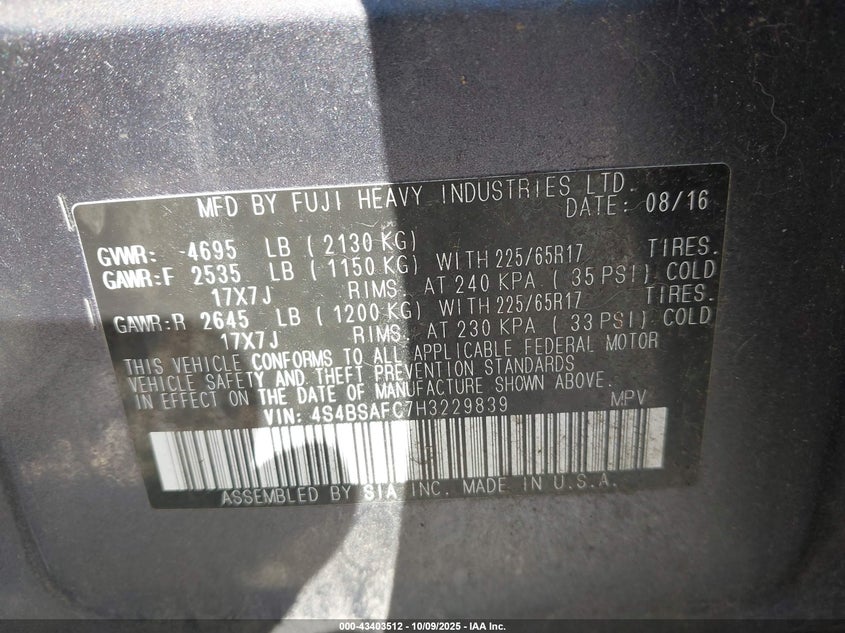 MFD BY FUJI HEAVY INDUSTRIES LTD.
DATE: 08/16
GVWR: 4695 LB (2130 KG)
GAWR:F 2535 LB (1150 KG) WITH 225/65R17 TIRES.
17X7J RIMS. AT 240 KPA (35 PSI) COLD
GAWR:R 2645 LB (1200 KG) WITH 225/65R17 TIRES.
17X7J RIMS. AT 230 KPA (33 PSI) COLD
THIS VEHICLE CONFORMS TO ALL APPLICABLE FEDERAL MOTOR
VEHICLE SAFETY AND THEFT PREVENTION STANDARDS
IN EFFECT ON THE DATE OF MANUFACTURE SHOWN ABOVE.
VIN: 4S4BSAFC7H3229839 MPV
ASSEMBLED BY SIA INC. MADE IN U.S.A.
000-43403512 - 10/09/2025 - IAA Inc.